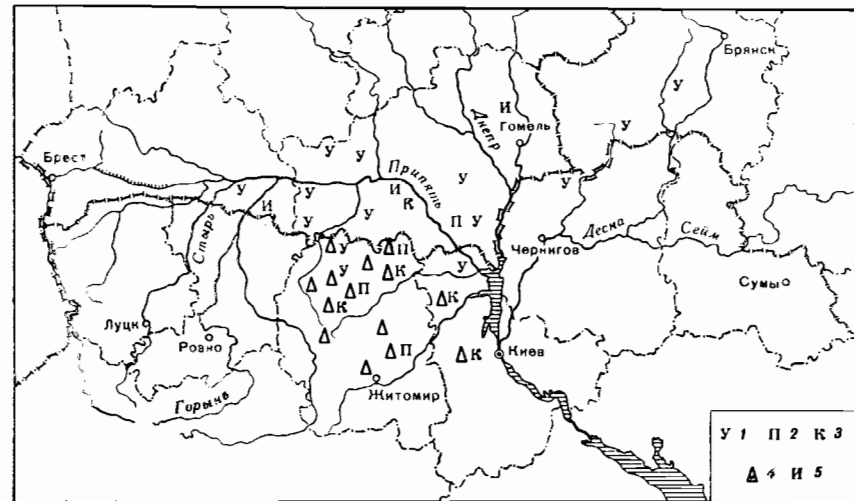 Брянск
У
У
И
Гомель
Днепр
У
У У
Брест
Припять
У
У
У
И
К
У
И
У
У
П У
Стырь
Чернигов
Десна
Сейм
У
П
У
К
У
П
К
К
Сумы
Луцк
Ровно
П
К
Киев
Житомир
Горынь
У 1 П 2 К 3
4 И 5